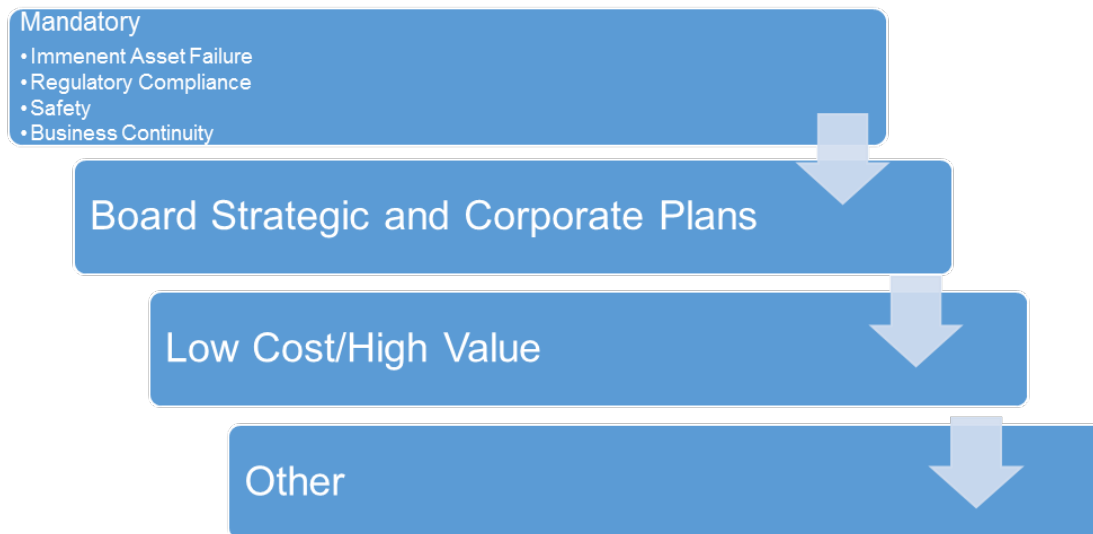 Mandatory
•Immenent Asset Failure
•Regulatory Compliance
•Safety
•Business Continuity
Board Strategic and Corporate Plans
Low Cost/High Value
Other